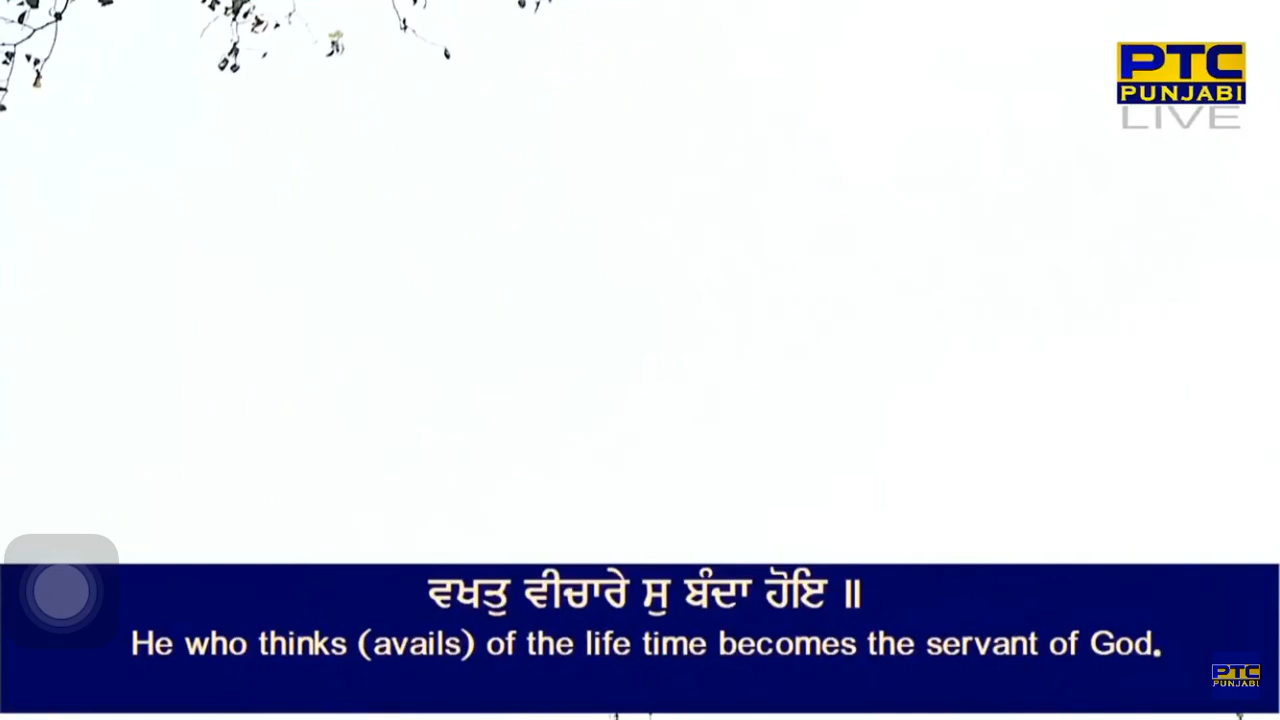 PTC
PUNJABI
LIVE
ਵਖਤੁ ਵੀਚਾਰੇ ਸੁ ਬੰਦਾ ਹੋਇ ॥
He who thinks (avails) of the life time becomes the servant of God.
PTC
PUNJABI